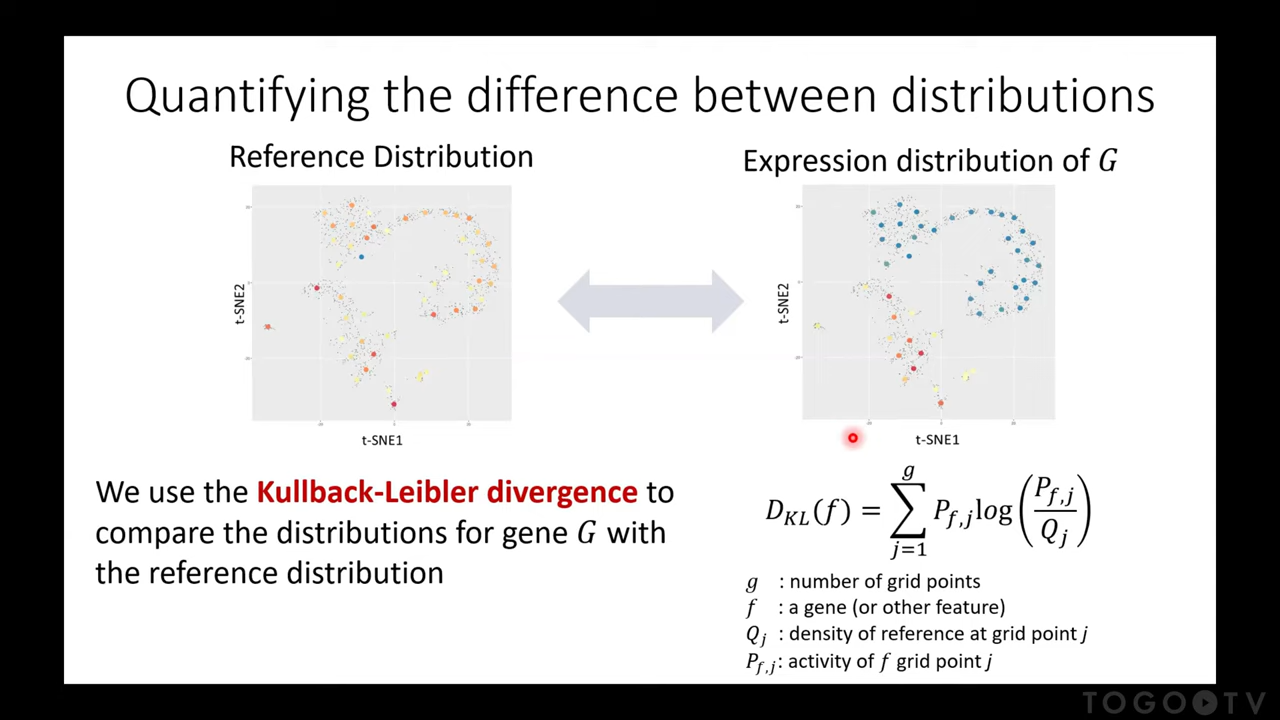 Quantifying the difference between distributions
Reference Distribution
Expression distribution of G
t-SNE2
t-SNE1
t-SNE2
t-SNE1
We use the Kullback-Leibler divergence to
compare the distributions for gene G with
the reference distribution
D_{KL}(f) = \sum_{j=1}^{g} P_{f,j} log(P_{f,j} / Q_j)
g : number of grid points
f : a gene (or other feature)
Q_j : density of reference at grid point j
P_{f,j}: activity of f grid point j
TOGO TV